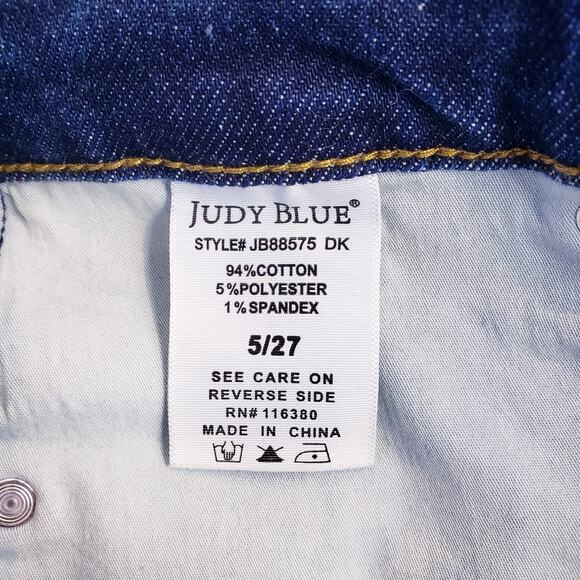 JUDY BLUE®
STYLE# JB88575 DK
94%COTTON
5%POLYESTER
1%SPANDEX
5/27
SEE CARE ON
REVERSE SIDE
RN# 116380
MADE IN CHINA